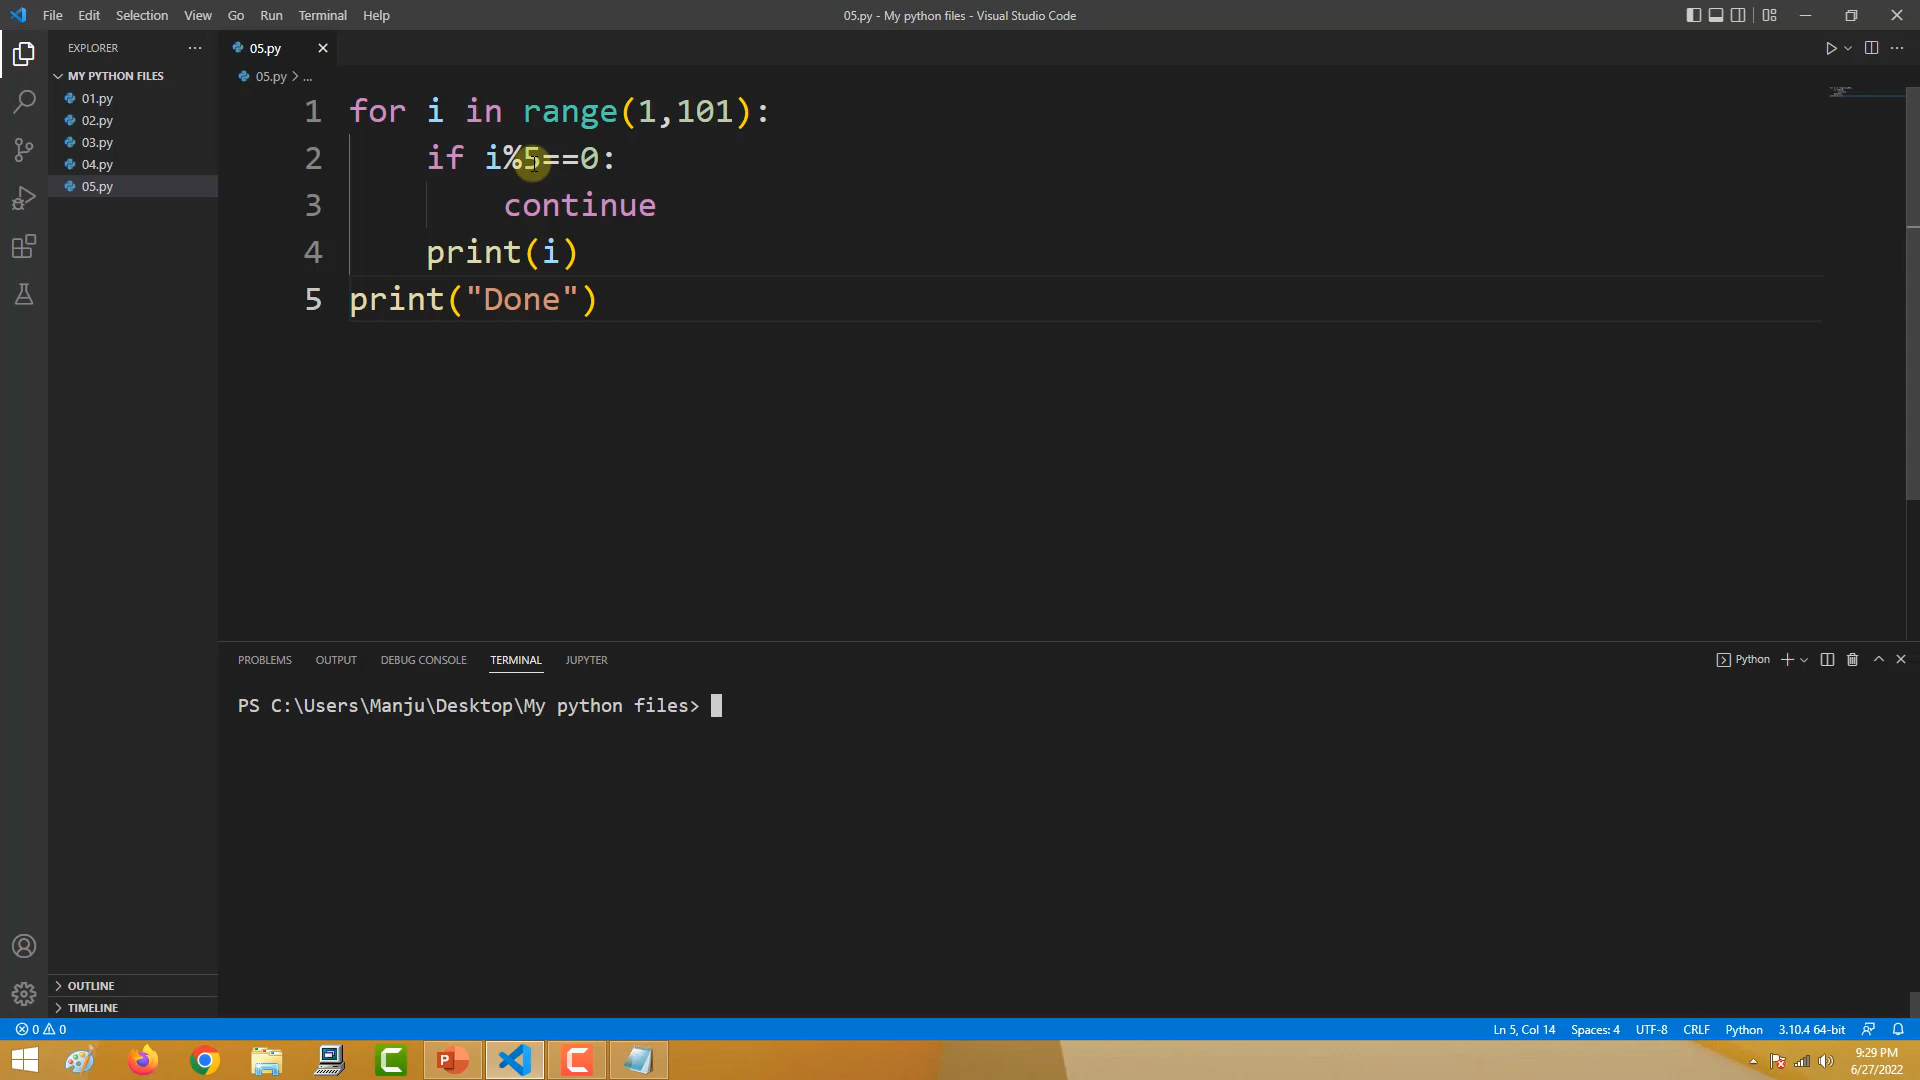 File Edit Selection View Go Run Terminal Help
05.py - My python files - Visual Studio Code
EXPLORER
MY PYTHON FILES
01.py
02.py
03.py
04.py
05.py
OUTLINE
TIMELINE
05.py
05.py > ...
1 for i in range(1,101):
2 if i%5==0:
3 continue
4 print(i)
5 print("Done")
PROBLEMS OUTPUT DEBUG CONSOLE TERMINAL JUPYTER
Python
PS C:\Users\Manju\Desktop\My python files>
0 0
Ln 5, Col 14 Spaces: 4 UTF-8 CRLF Python 3.10.4 64-bit
9:29 PM
6/27/2022